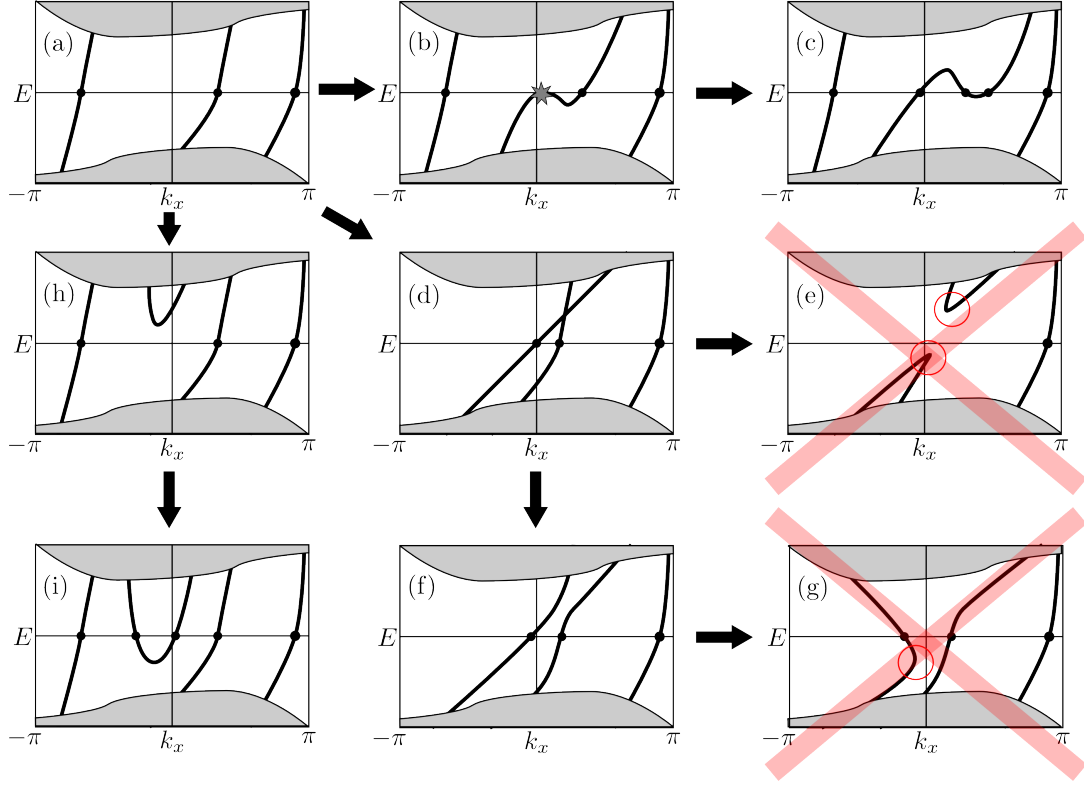 (a) (b) (c)
E E E
−π k_x π k_x π k_x π
(h) (d) (e)
E E E
−π k_x π k_x π k_x π
(i) (f) (g)
E E E
−π k_x π k_x π k_x π